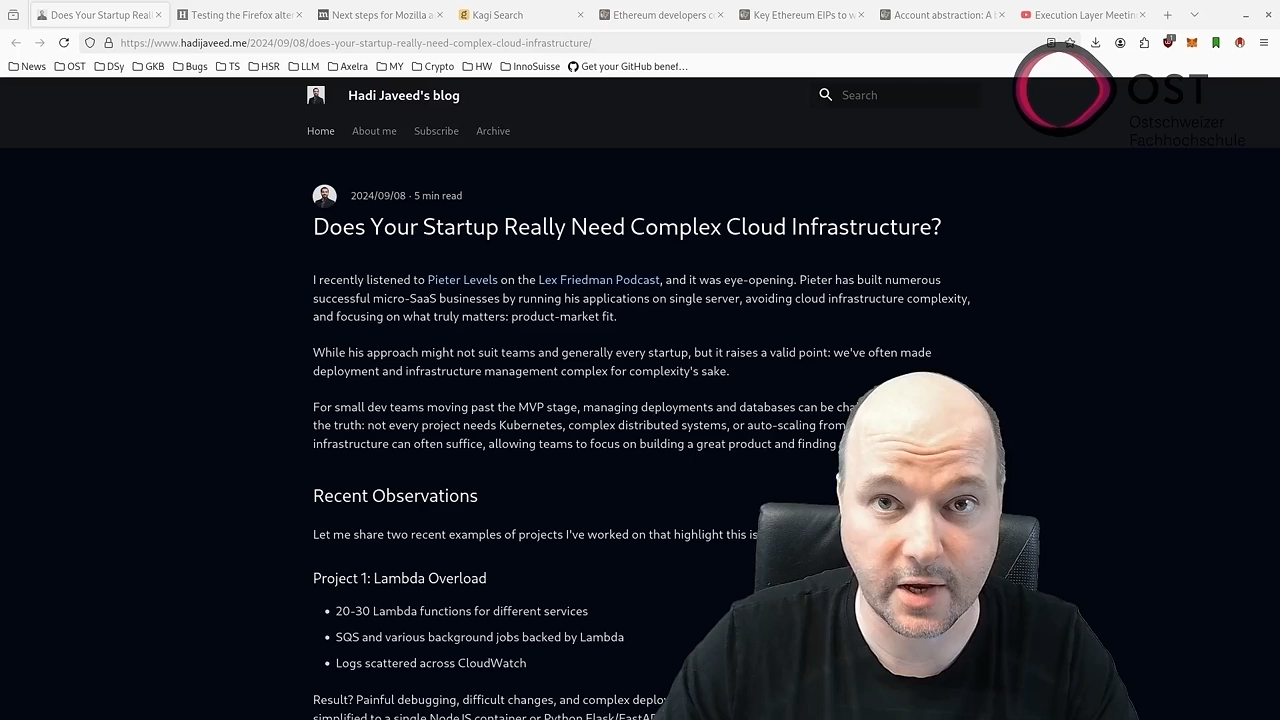 Does Your Startup Reall
Testing the Firefox alte
Next steps for Mozilla a
Kagi Search
Ethereum developers c
Key Ethereum EIPs to w
Account abstraction: A
Execution Layer Meetin
https://www.hadijaveed.me/2024/09/08/does-your-startup-really-need-complex-cloud-infrastructure/
News OST DSy GKB Bugs TS HSR LLM Axelra MY Crypto HW InnoSuisse Get your GitHub benef...
Hadi Javeed's blog
Search
OST
Ostschweizer
Fachhochschule
Home About me Subscribe Archive
2024/09/08 · 5 min read
Does Your Startup Really Need Complex Cloud Infrastructure?
I recently listened to Pieter Levels on the Lex Friedman Podcast, and it was eye-opening. Pieter has built numerous
successful micro-SaaS businesses by running his applications on single server, avoiding cloud infrastructure complexity,
and focusing on what truly matters: product-market fit.
While his approach might not suit teams and generally every startup, but it raises a valid point: we've often made
deployment and infrastructure management complex for complexity's sake.
For small dev teams moving past the MVP stage, managing deployments and databases can be cha
the truth: not every project needs Kubernetes, complex distributed systems, or auto-scaling from
infrastructure can often suffice, allowing teams to focus on building a great product and finding
Recent Observations
Let me share two recent examples of projects I've worked on that highlight this is
Project 1: Lambda Overload
• 20-30 Lambda functions for different services
• SQS and various background jobs backed by Lambda
• Logs scattered across CloudWatch
Result? Painful debugging, difficult changes, and complex deplo
simplified to a single NodeJS container or Python Flask/FastAP